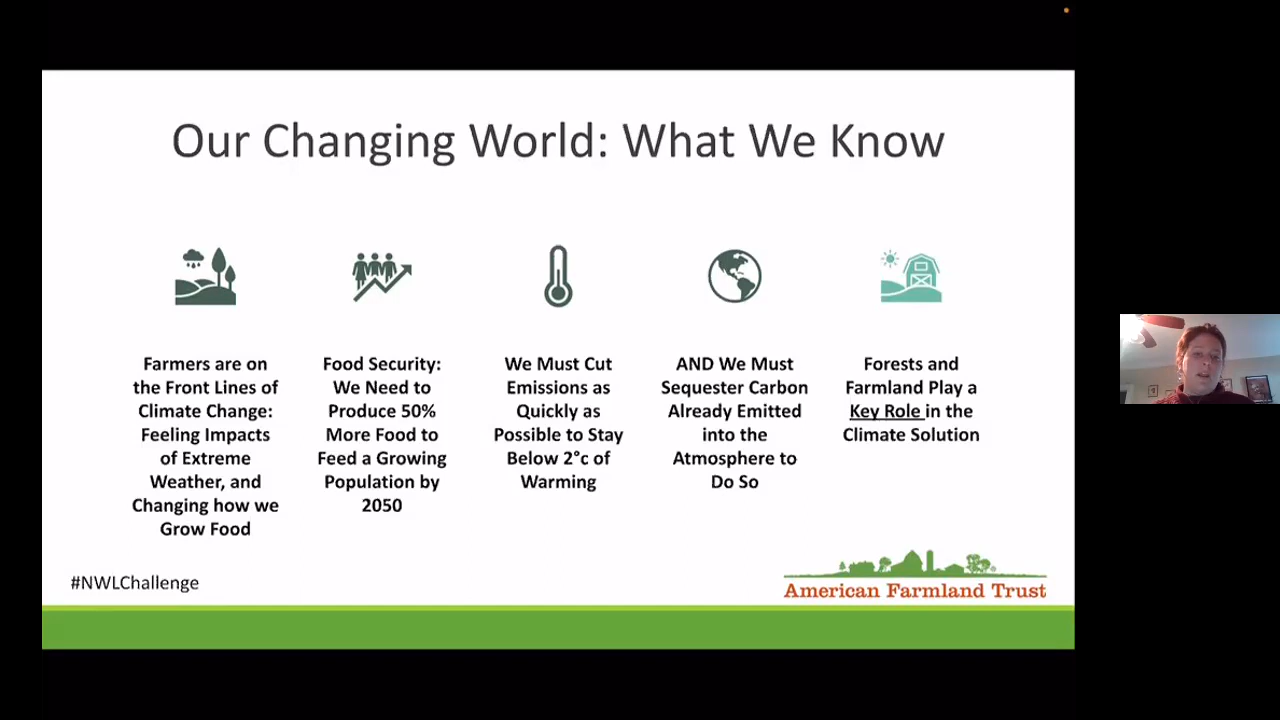 Our Changing World: What We Know
Farmers are on
the Front Lines of
Climate Change:
Feeling Impacts
of Extreme
Weather, and
Changing how we
Grow Food
Food Security:
We Need to
Produce 50%
More Food to
Feed a Growing
Population by
2050
We Must Cut
Emissions as
Quickly as
Possible to Stay
Below 2°c of
Warming
AND We Must
Sequester Carbon
Already Emitted
into the
Atmosphere to
Do So
Forests and
Farmland Play a
Key Role in the
Climate Solution
#NWLChallenge
American Farmland Trust